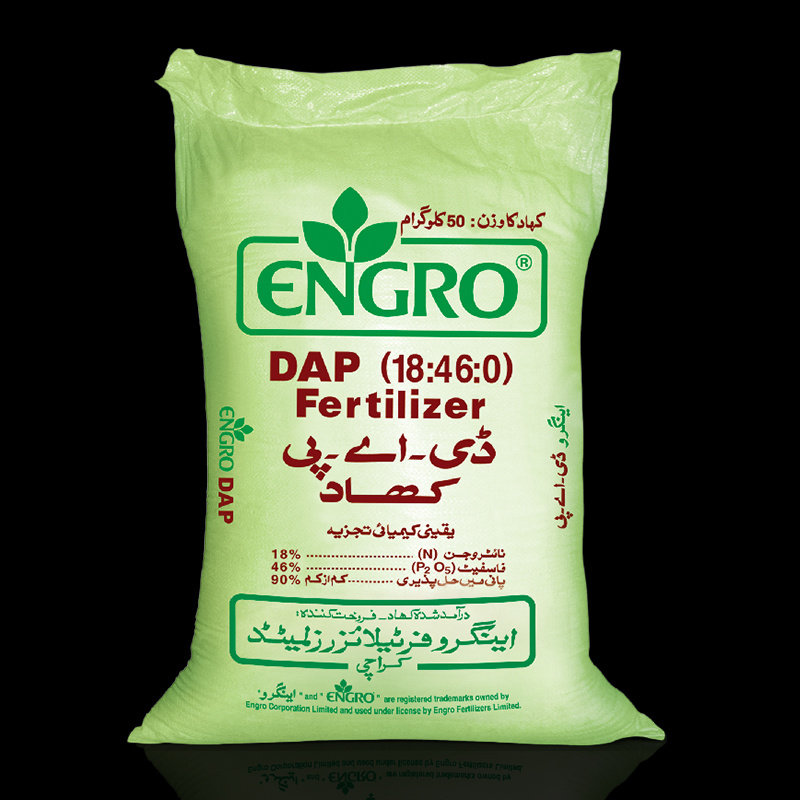 کھاد کا وزن : 50 کلوگرام
ENGRO®
DAP (18:46:0)
Fertilizer
ڈی-اے-پی
کھاد
یقینی کیمیائی تجزیہ
نائٹروجن (N) ........................ 18%
فاسفیٹ (P2 O5) ........................ 46%
پانی میں حل پذیری ............ کم از کم 90%
درآمد شدہ کھاد - فروخت کنندہ :
اینگرو فرٹیلائزرز لمیٹڈ
کراچی
"اینگرو" and "ENGRO" are registered trademarks owned by
Engro Corporation Limited and used under license by Engro Fertilizers Limited.
ENGRO DAP
اینگرو ڈی-اے-پی